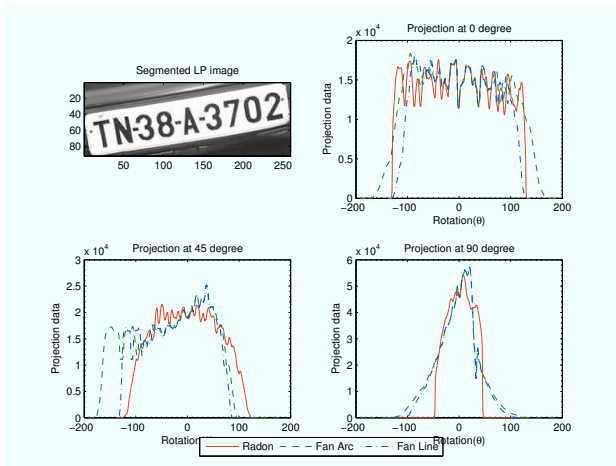 Segmented LP image
TN-38-A-3702
20
40
60
80
50 100 150 200 250
Projection at 0 degree
x 10^4
2
1.5
1
0.5
0
Projection data
−200 −100 0 100 200
Rotation(θ)
Projection at 45 degree
x 10^4
3
2.5
2
1.5
1
0.5
0
Projection data
−200 −100 0 100 200
Projection at 90 degree
x 10^4
6
5
4
3
2
1
0
Projection data
−200 −100 0 100 200
Rotation(θ)
Radon Fan Arc Fan Line